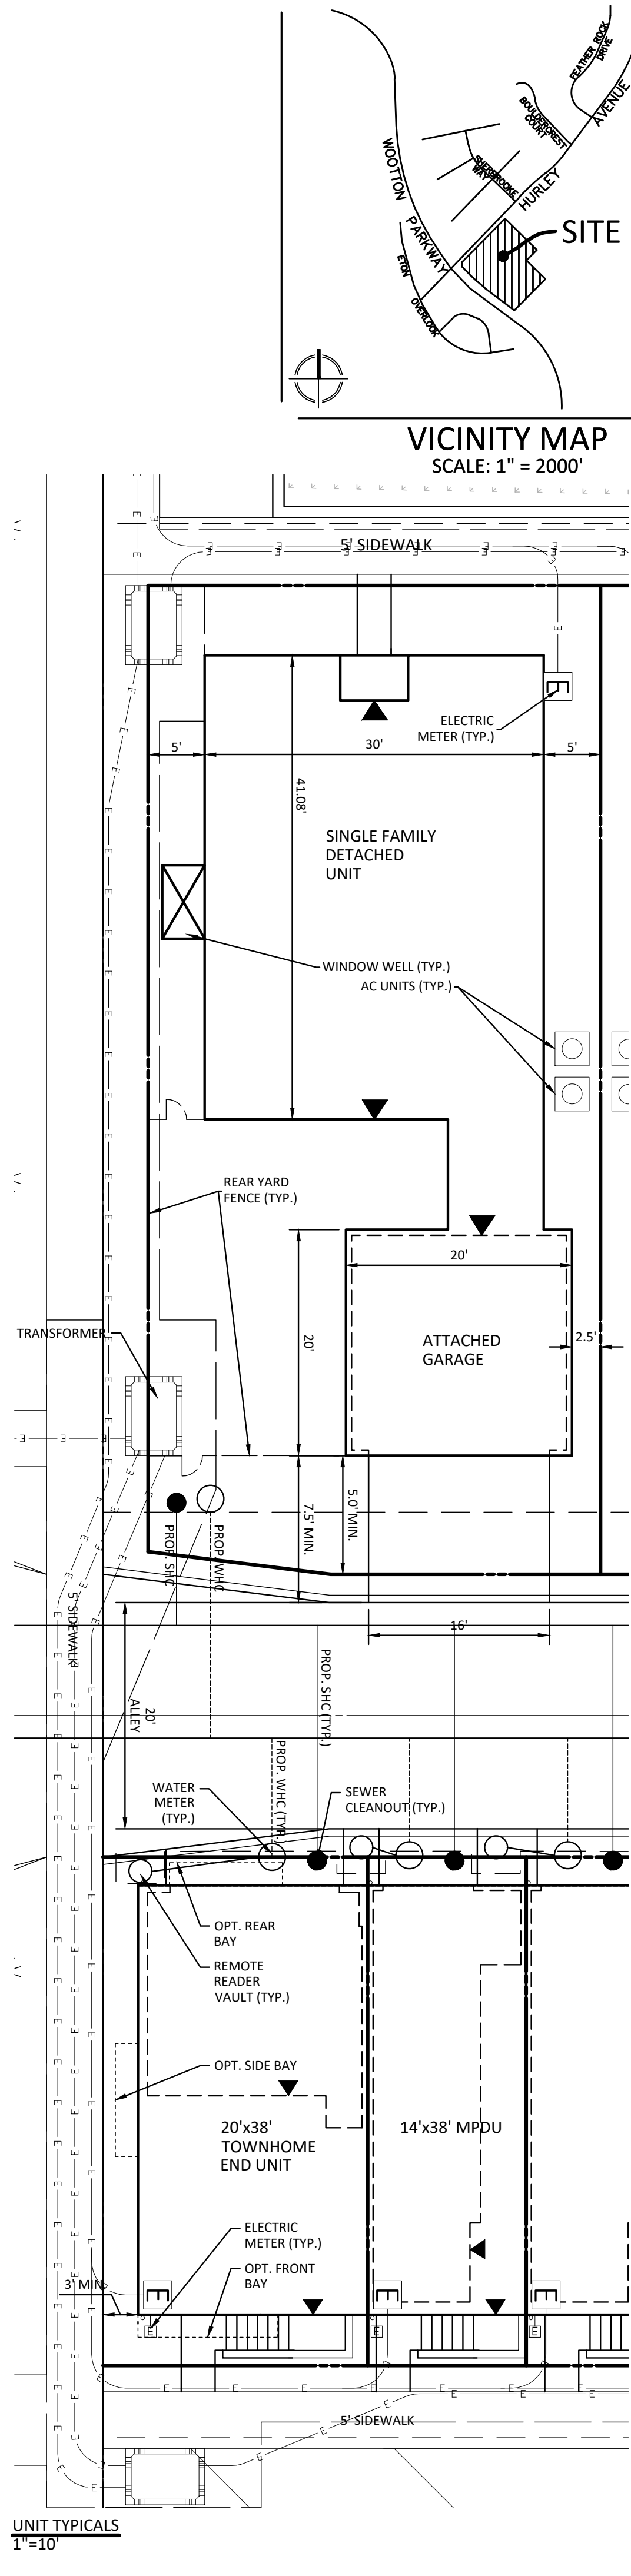 FEATHER ROCK
DRIVE
BOULDERCREST
COURT
AVENUE
WOOTTON
PARKWAY
SHERBROOKE
WAY
HURLEY
SITE
ETON
OVERLOOK
VICINITY MAP
SCALE: 1" = 2000'
5' SIDEWALK
ELECTRIC
METER (TYP.)
5'
30'
5'
41.08'
SINGLE FAMILY
DETACHED
UNIT
WINDOW WELL (TYP.)
AC UNITS (TYP.)
REAR YARD
FENCE (TYP.)
20'
20'
ATTACHED
GARAGE
2.5'
TRANSFORMER
7.5' MIN.
5.0' MIN.
PROP. SHC
PROP. WHC
5' SIDEWALK
16'
20'
ALLEY
PROP. SHC (TYP.)
PROP. WHC (TYP.)
WATER
METER
(TYP.)
SEWER
CLEANOUT (TYP.)
OPT. REAR
BAY
REMOTE
READER
VAULT (TYP.)
OPT. SIDE BAY
20'x38'
TOWNHOME
END UNIT
14'x38' MPDU
ELECTRIC
METER (TYP.)
OPT. FRONT
BAY
3' MIN.
5' SIDEWALK
UNIT TYPICALS
1"=10'